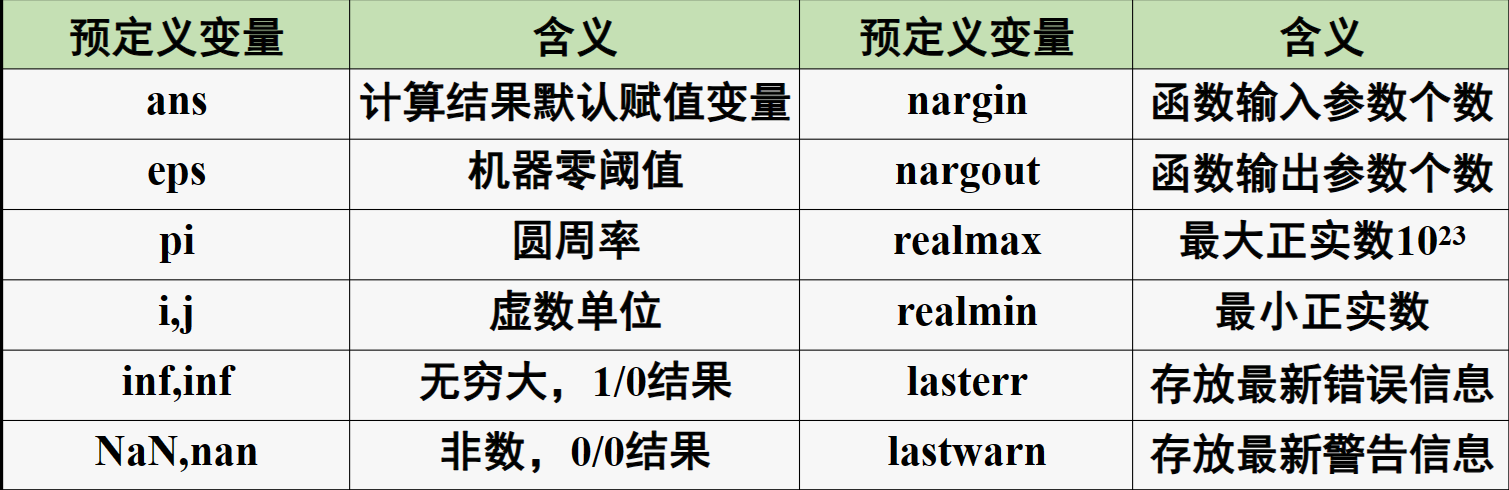 预定义变量 含义 预定义变量 含义
ans 计算结果默认赋值变量 nargin 函数输入参数个数
eps 机器零阈值 nargout 函数输出参数个数
pi 圆周率 realmax 最大正实数10²³
i,j 虚数单位 realmin 最小正实数
inf,inf 无穷大，1/0结果 lasterr 存放最新错误信息
NaN,nan 非数，0/0结果 lastwarn 存放最新警告信息